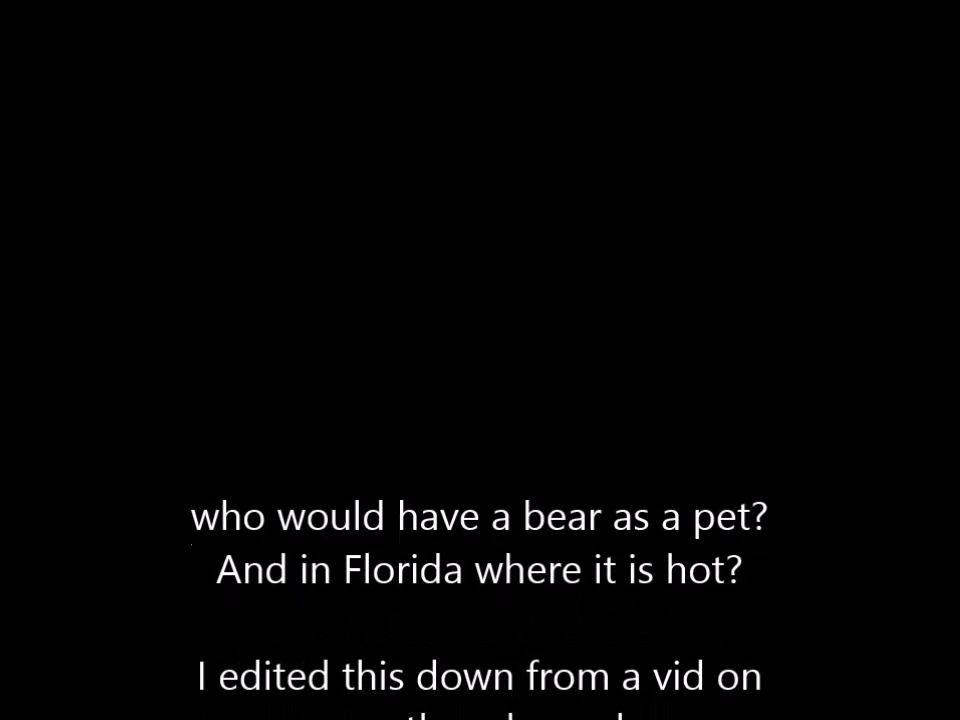 who would have a bear as a pet?
And in Florida where it is hot?
I edited this down from a vid on